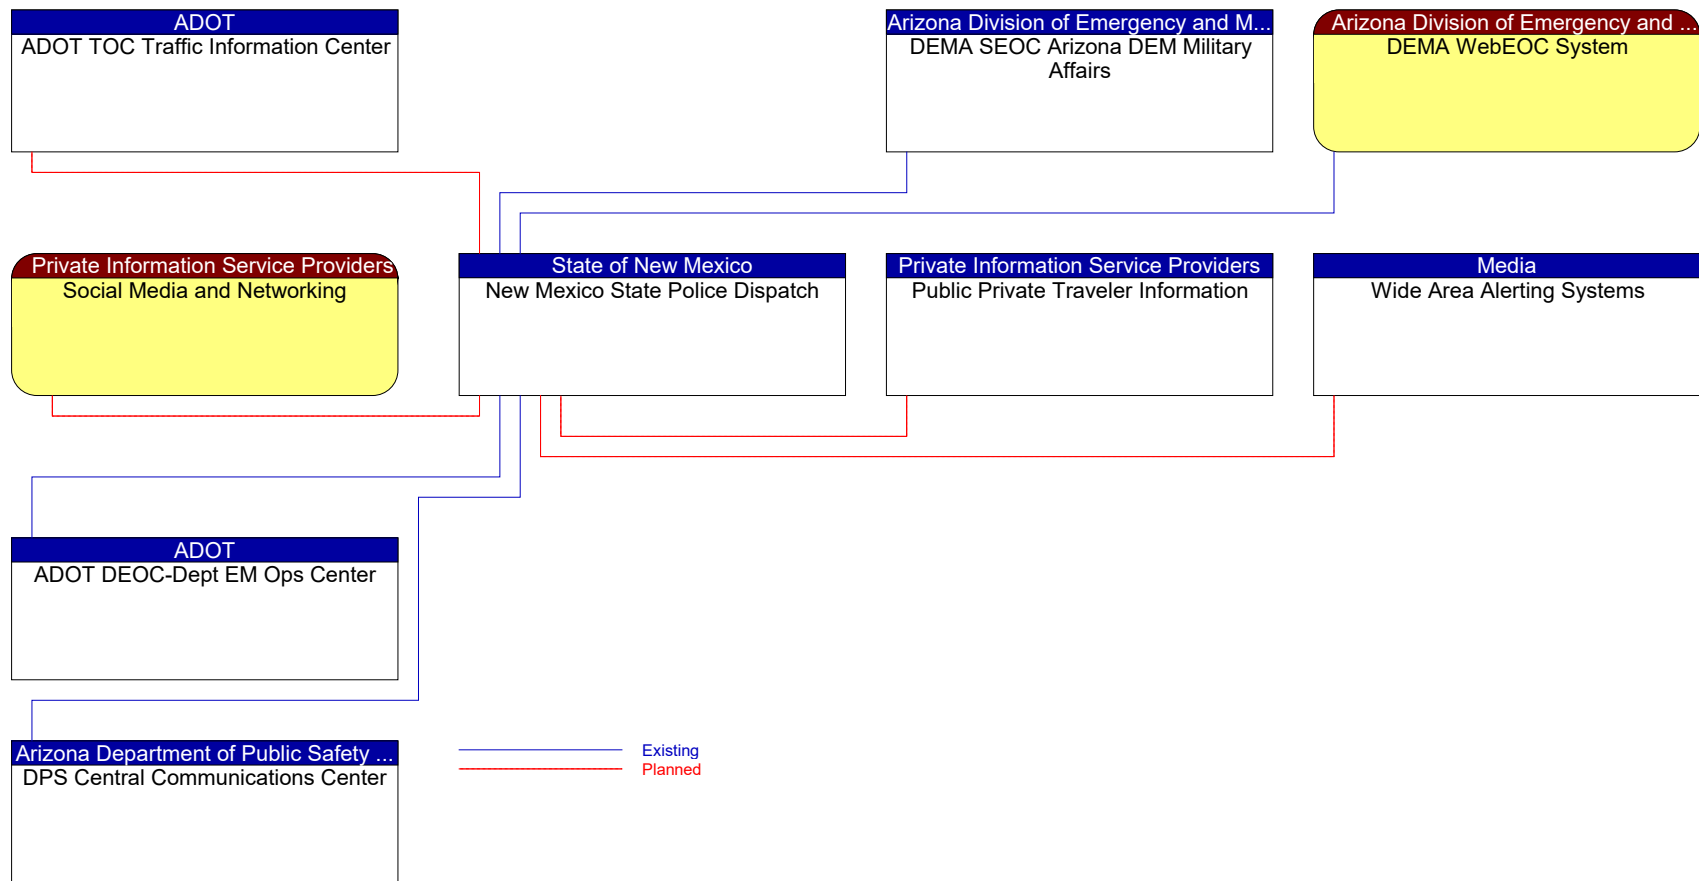 ADOT
ADOT TOC Traffic Information Center
Arizona Division of Emergency and M...
DEMA SEOC Arizona DEM Military
Affairs
Arizona Division of Emergency and ...
DEMA WebEOC System
Private Information Service Providers
Social Media and Networking
State of New Mexico
New Mexico State Police Dispatch
Private Information Service Providers
Public Private Traveler Information
Media
Wide Area Alerting Systems
ADOT
ADOT DEOC-Dept EM Ops Center
Arizona Department of Public Safety ...
DPS Central Communications Center
Existing
Planned